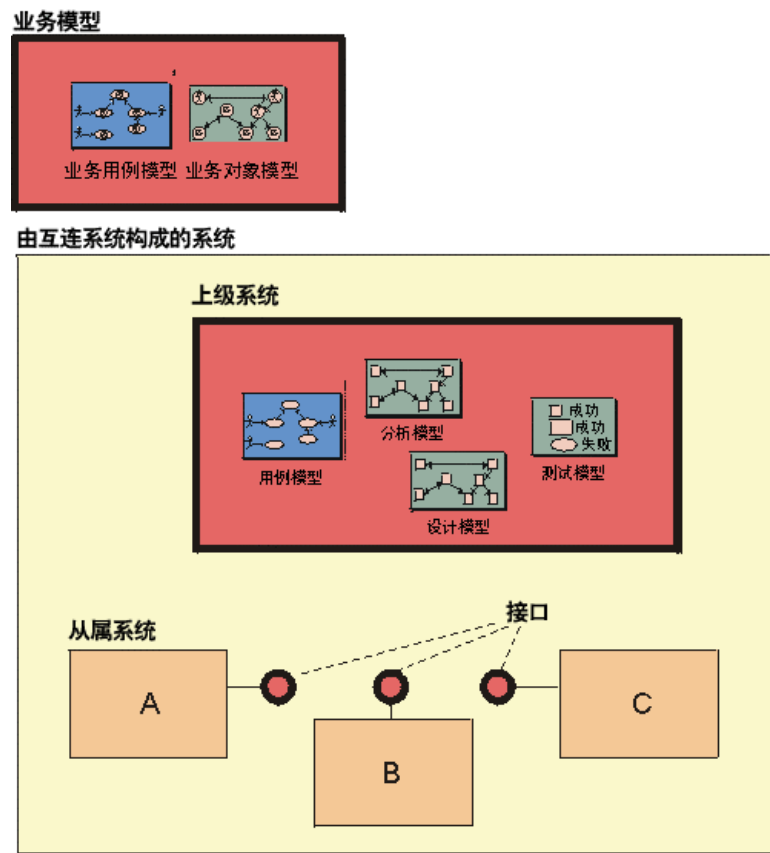 业务模型
业务用例模型 业务对象模型
由互连系统构成的系统
上级系统
成功
成功
失败
分析模型
用例模型
测试模型
设计模型
接口
从属系统
A
B
C